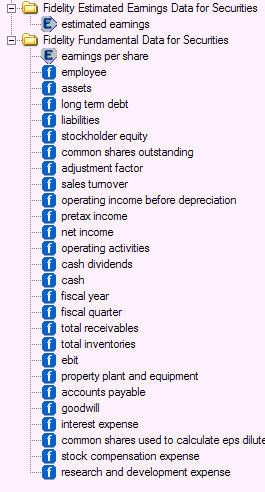 Fidelity Estimated Earnings Data for Securities
estimated earnings
Fidelity Fundamental Data for Securities
earnings per share
employee
assets
long term debt
liabilities
stockholder equity
common shares outstanding
adjustment factor
sales turnover
operating income before depreciation
pretax income
net income
operating activities
cash dividends
cash
fiscal year
fiscal quarter
total receivables
total inventories
ebit
property plant and equipment
accounts payable
goodwill
interest expense
common shares used to calculate eps dilute
stock compensation expense
research and development expense